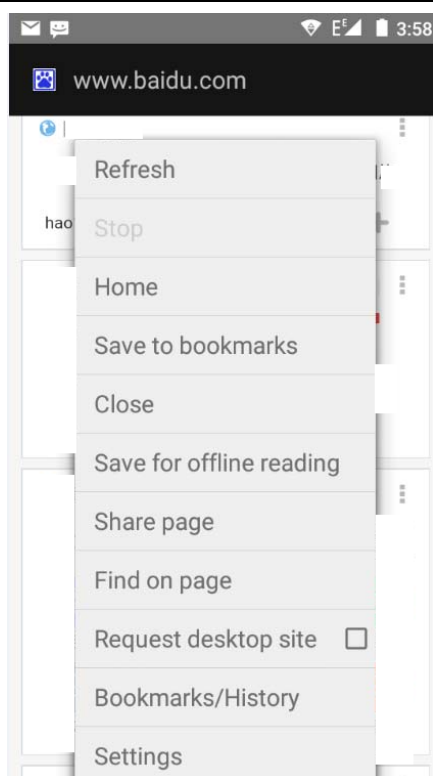 E E 3:58
www.baidu.com
Refresh
hao
Stop
Home
Save to bookmarks
Close
Save for offline reading
Share page
Find on page
Request desktop site
Bookmarks/History
Settings